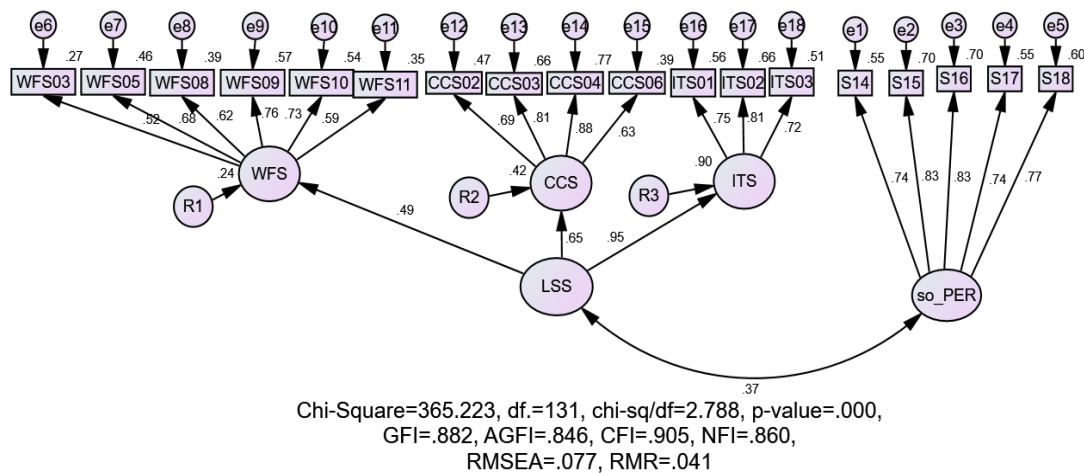 e6 e7 e8 e9 e10 e11 e12 e13 e14 e15 e16 e17 e18 e1 e2 e3 e4 e5
.27 .46 .39 .57 .54 .35 .47 .66 .77 .39 .56 .66 .51 .55 .70 .70 .55 .60
WFS03 WFS05 WFS08 WFS09 WFS10 WFS11 CCS02 CCS03 CCS04 CCS06 ITS01 ITS02 ITS03 S14 S15 S16 S17 S18
.52 .68 .62 .76 .73 .59 .69 .81 .88 .63 .75 .81 .72 .74 .83 .83 .74 .77
.24 .42 .90
WFS CCS ITS
R1 R2 R3
.49 .65 .95
LSS so_PER
.37
Chi-Square=365.223, df.=131, chi-sq/df=2.788, p-value=.000,
GFI=.882, AGFI=.846, CFI=.905, NFI=.860,
RMSEA=.077, RMR=.041